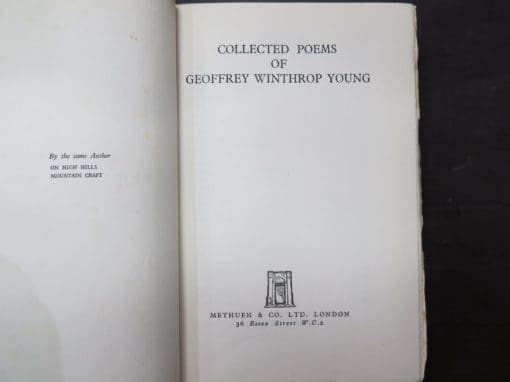 By the same Author
ON HIGH HILLS
MOUNTAIN CRAFT
COLLECTED POEMS
OF
GEOFFREY WINTHROP YOUNG
METHUEN & CO. LTD. LONDON
36 Essex Street W.C.2